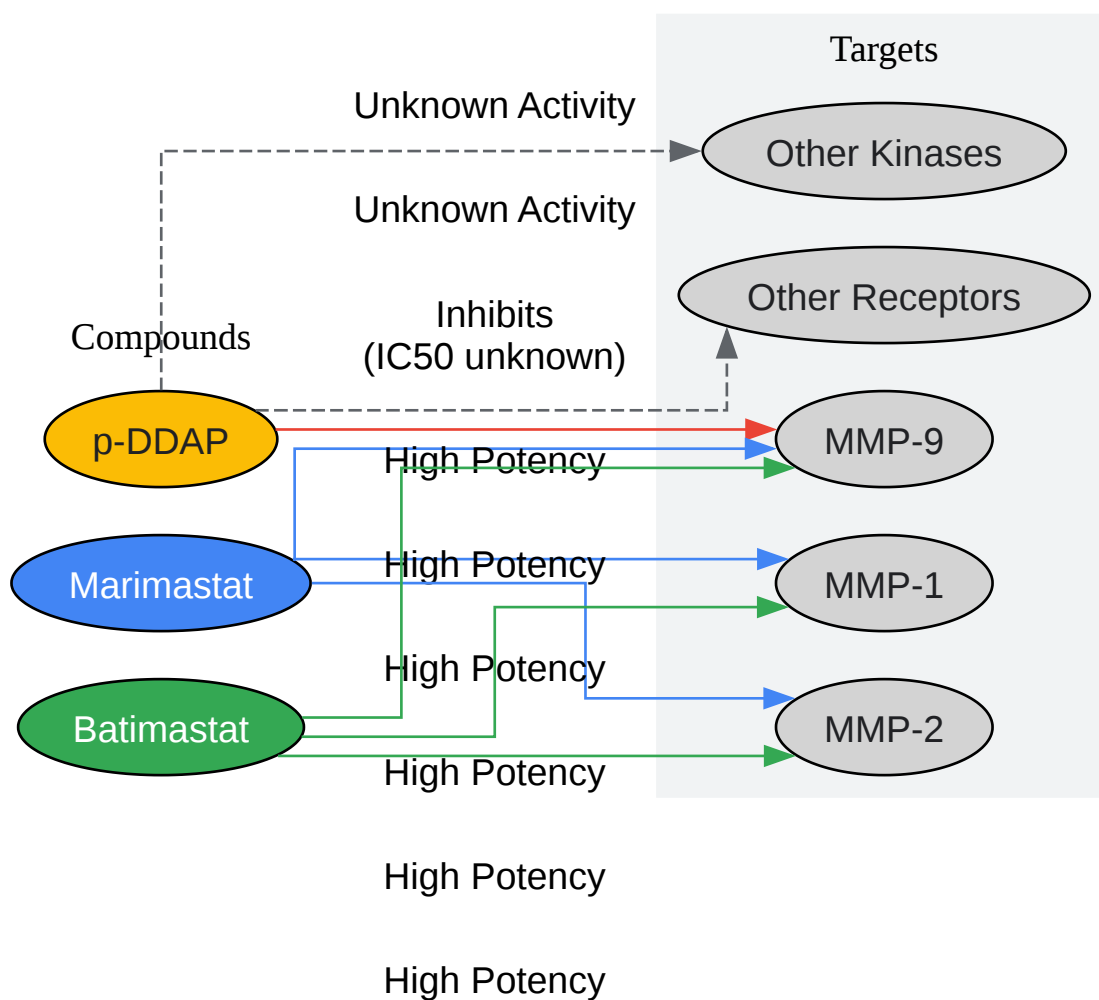 Targets
Unknown Activity
Other Kinases
Unknown Activity
Other Receptors
Inhibits
(IC50 unknown)
Compounds
p-DDAP
MMP-9
High Potency
High Potency
Marimastat
MMP-1
High Potency
Batimastat
MMP-2
High Potency
High Potency
High Potency